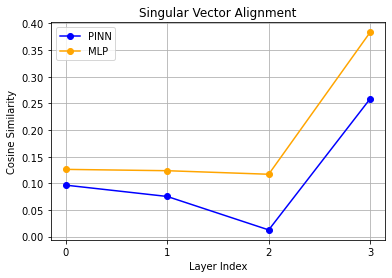 Singular Vector Alignment
PINN
MLP
Cosine Similarity
0.40
0.35
0.30
0.25
0.20
0.15
0.10
0.05
0.00
0 1 2 3
Layer Index